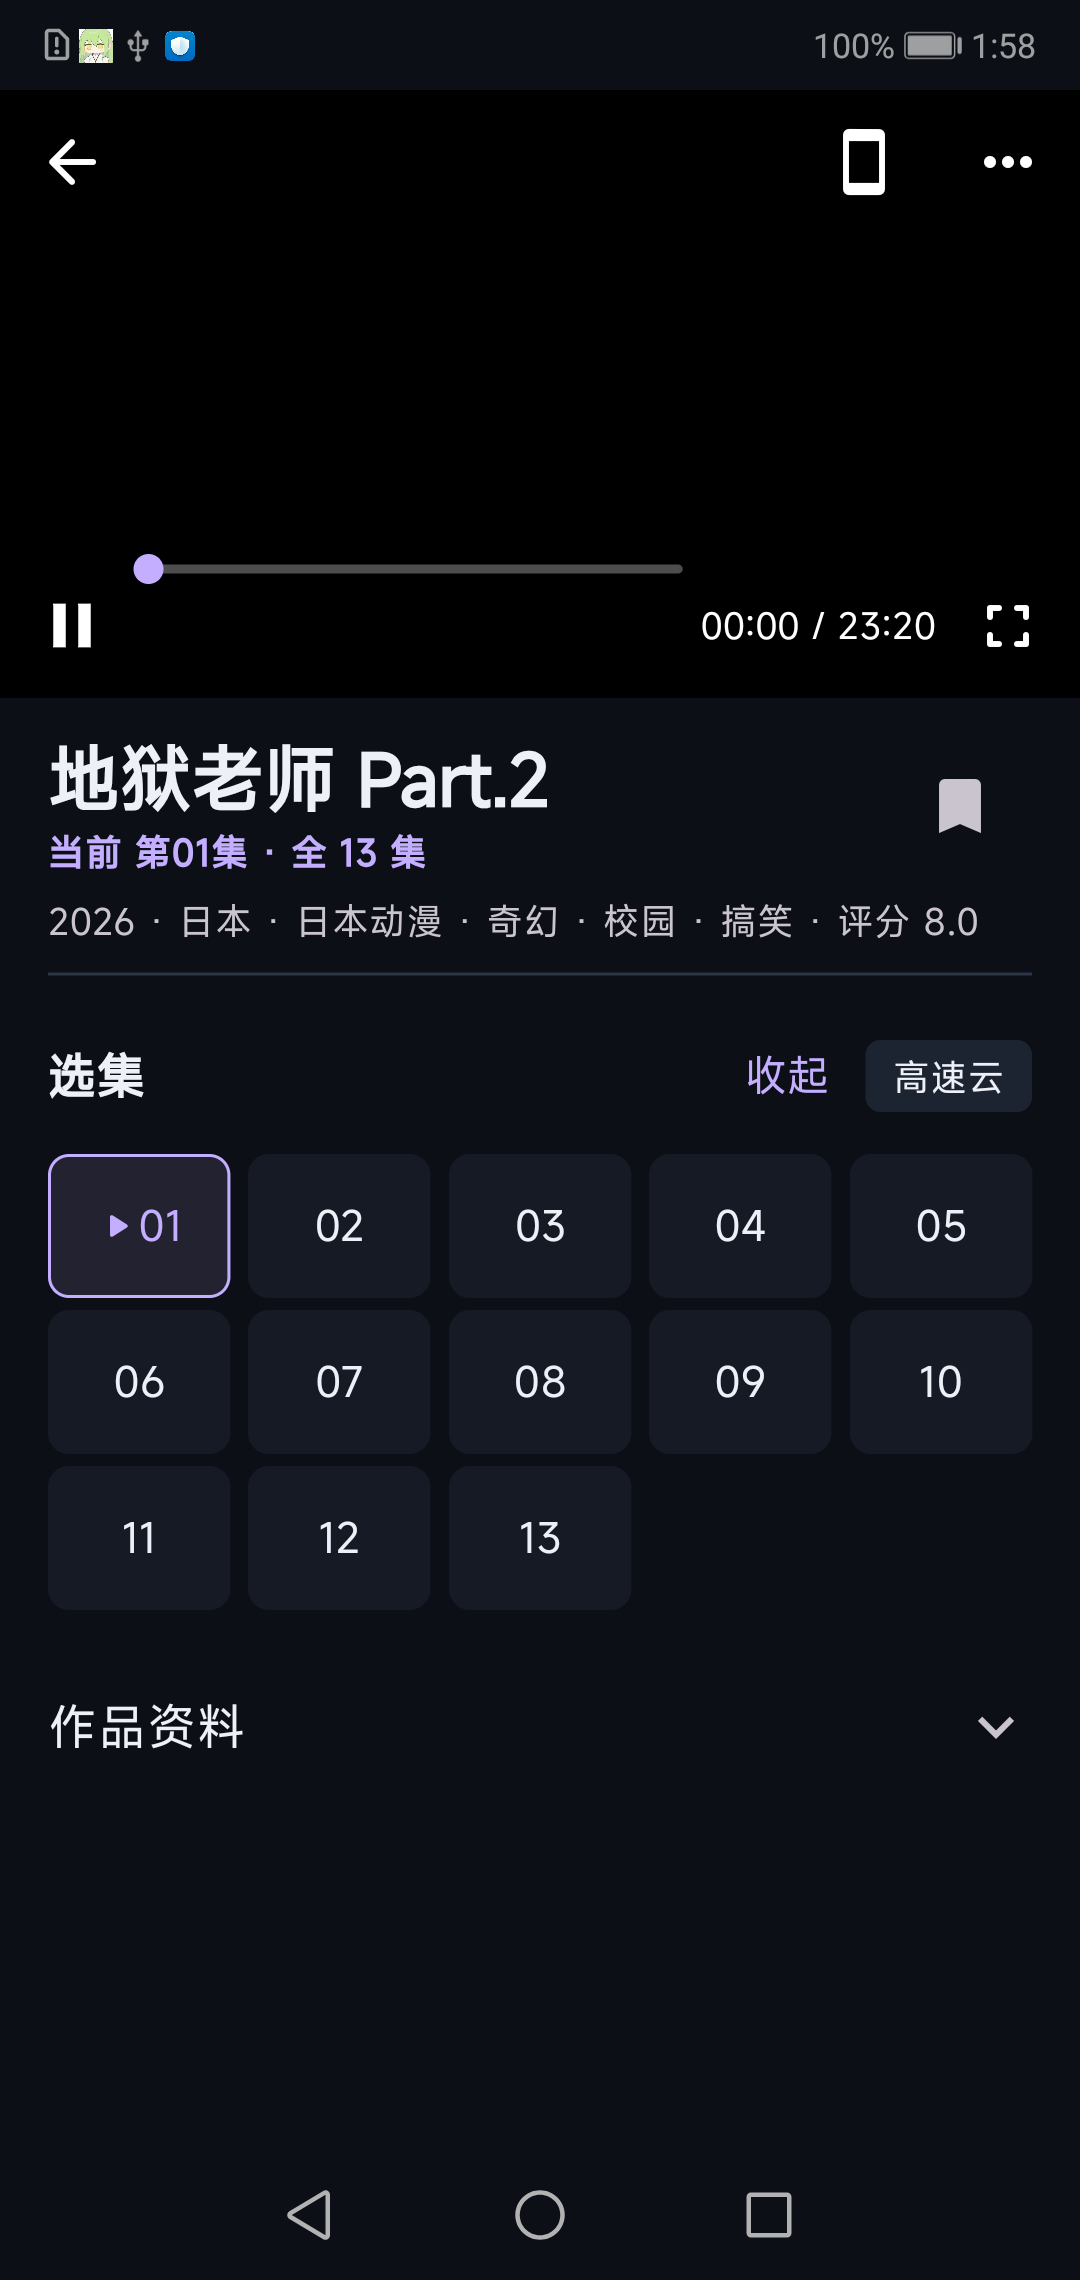 100% 1:58
00:00 / 23:20
地狱老师 Part.2
当前 第01集 · 全 13 集
2026 · 日本 · 日本动漫 · 奇幻 · 校园 · 搞笑 · 评分 8.0
选集 收起 高速云
01 02 03 04 05
06 07 08 09 10
11 12 13
作品资料